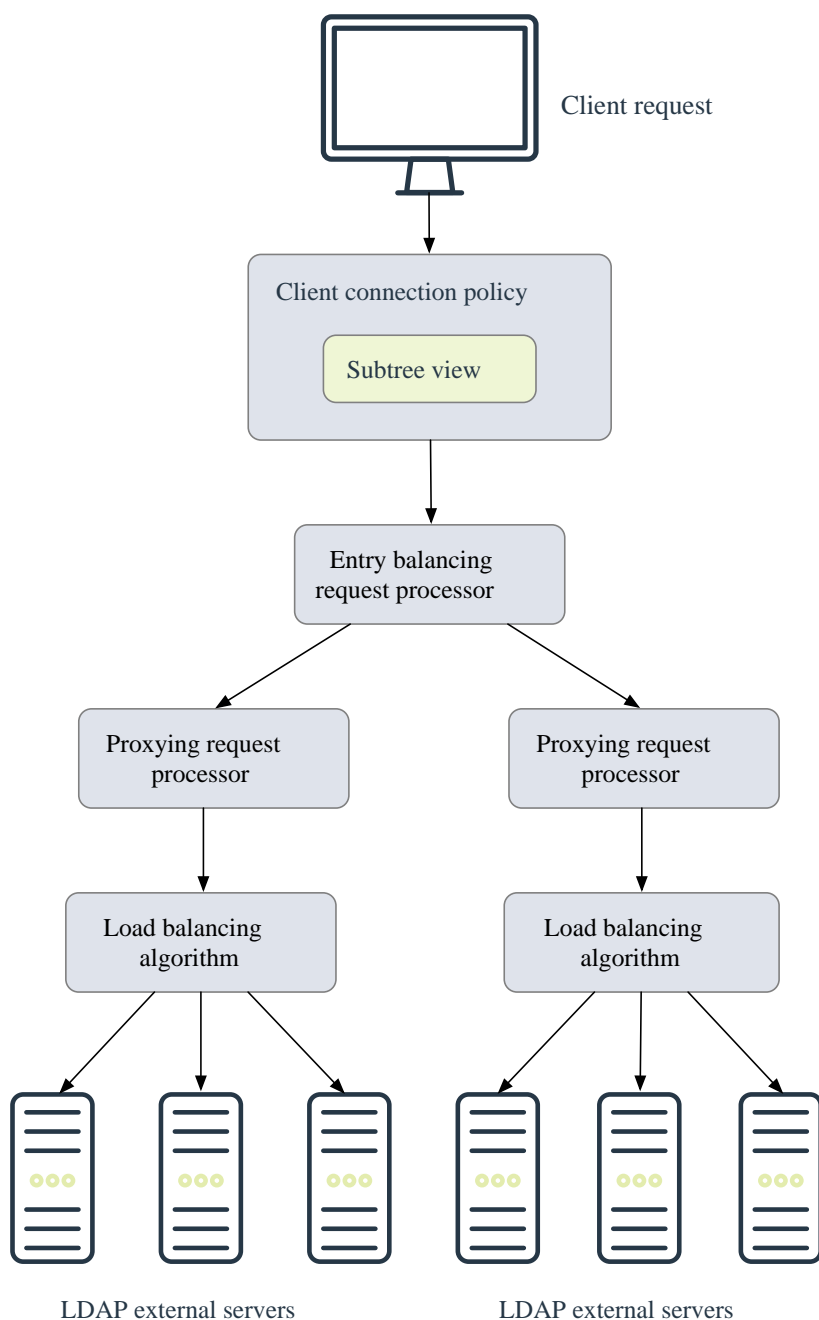 Client request
Client connection policy
Subtree view
Entry balancing
request processor
Proxying request
processor
Proxying request
processor
Load balancing
algorithm
Load balancing
algorithm
LDAP external servers
LDAP external servers